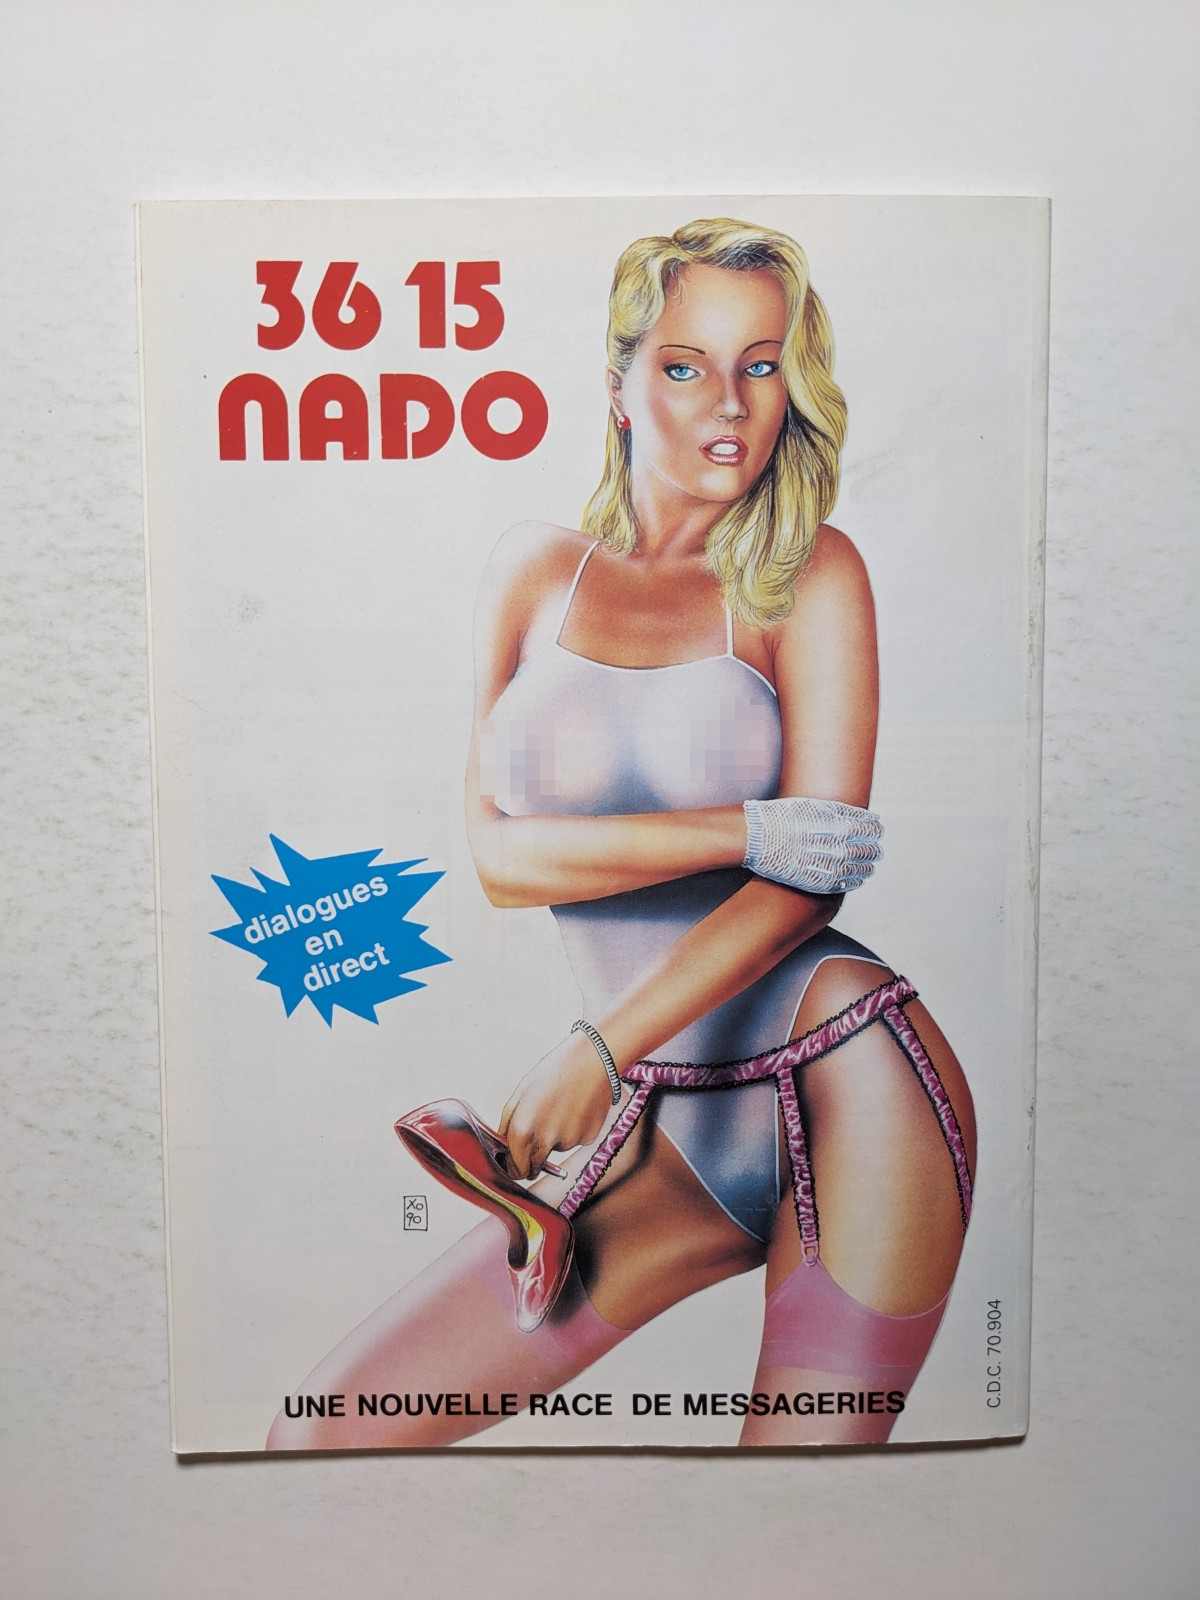 36 15
NADO
dialogues
en
direct
XO
90
UNE NOUVELLE RACE DE MESSAGERIES
C.D.C. 70.904